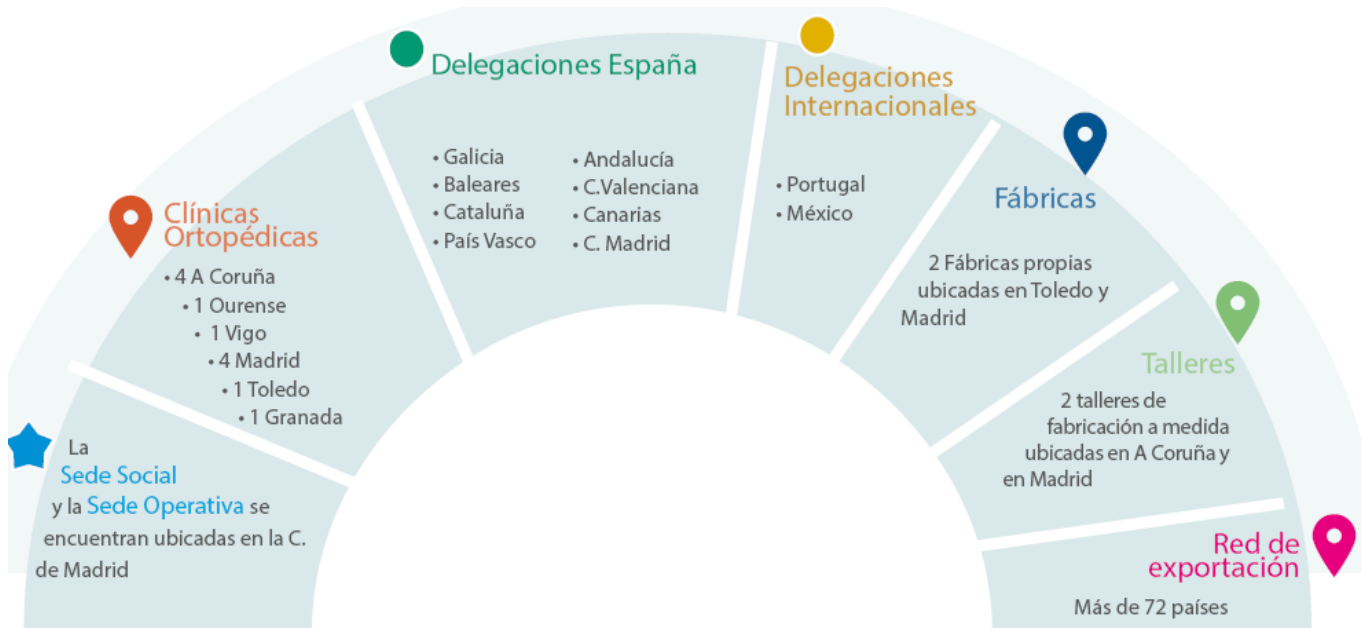 La
Sede Social
y la Sede Operativa se
encuentran ubicadas en la C.
de Madrid
Clínicas
Ortopédicas
• 4 A Coruña
• 1 Ourense
• 1 Vigo
• 4 Madrid
• 1 Toledo
• 1 Granada
Delegaciones España
• Galicia
• Baleares
• Cataluña
• País Vasco
• Andalucía
• C.Valenciana
• Canarias
• C. Madrid
Delegaciones
Internacionales
• Portugal
• México
Fábricas
2 Fábricas propias
ubicadas en Toledo y
Madrid
Talleres
2 talleres de
fabricación a medida
ubicadas en A Coruña y
en Madrid
Red de
exportación
Más de 72 países